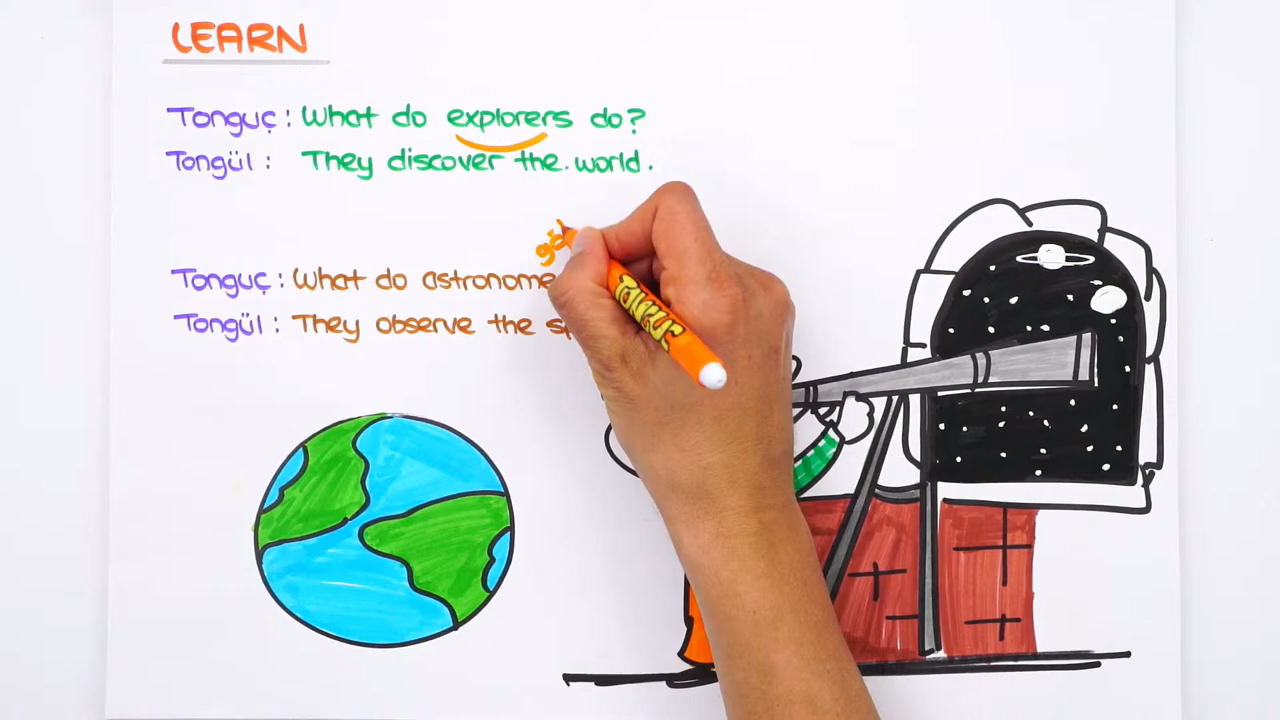 LEARN
Tonguç: What do explorers do?
Tongül: They discover the world.
Tonguç: What do
Tongül: They observe the
TONGUÇ